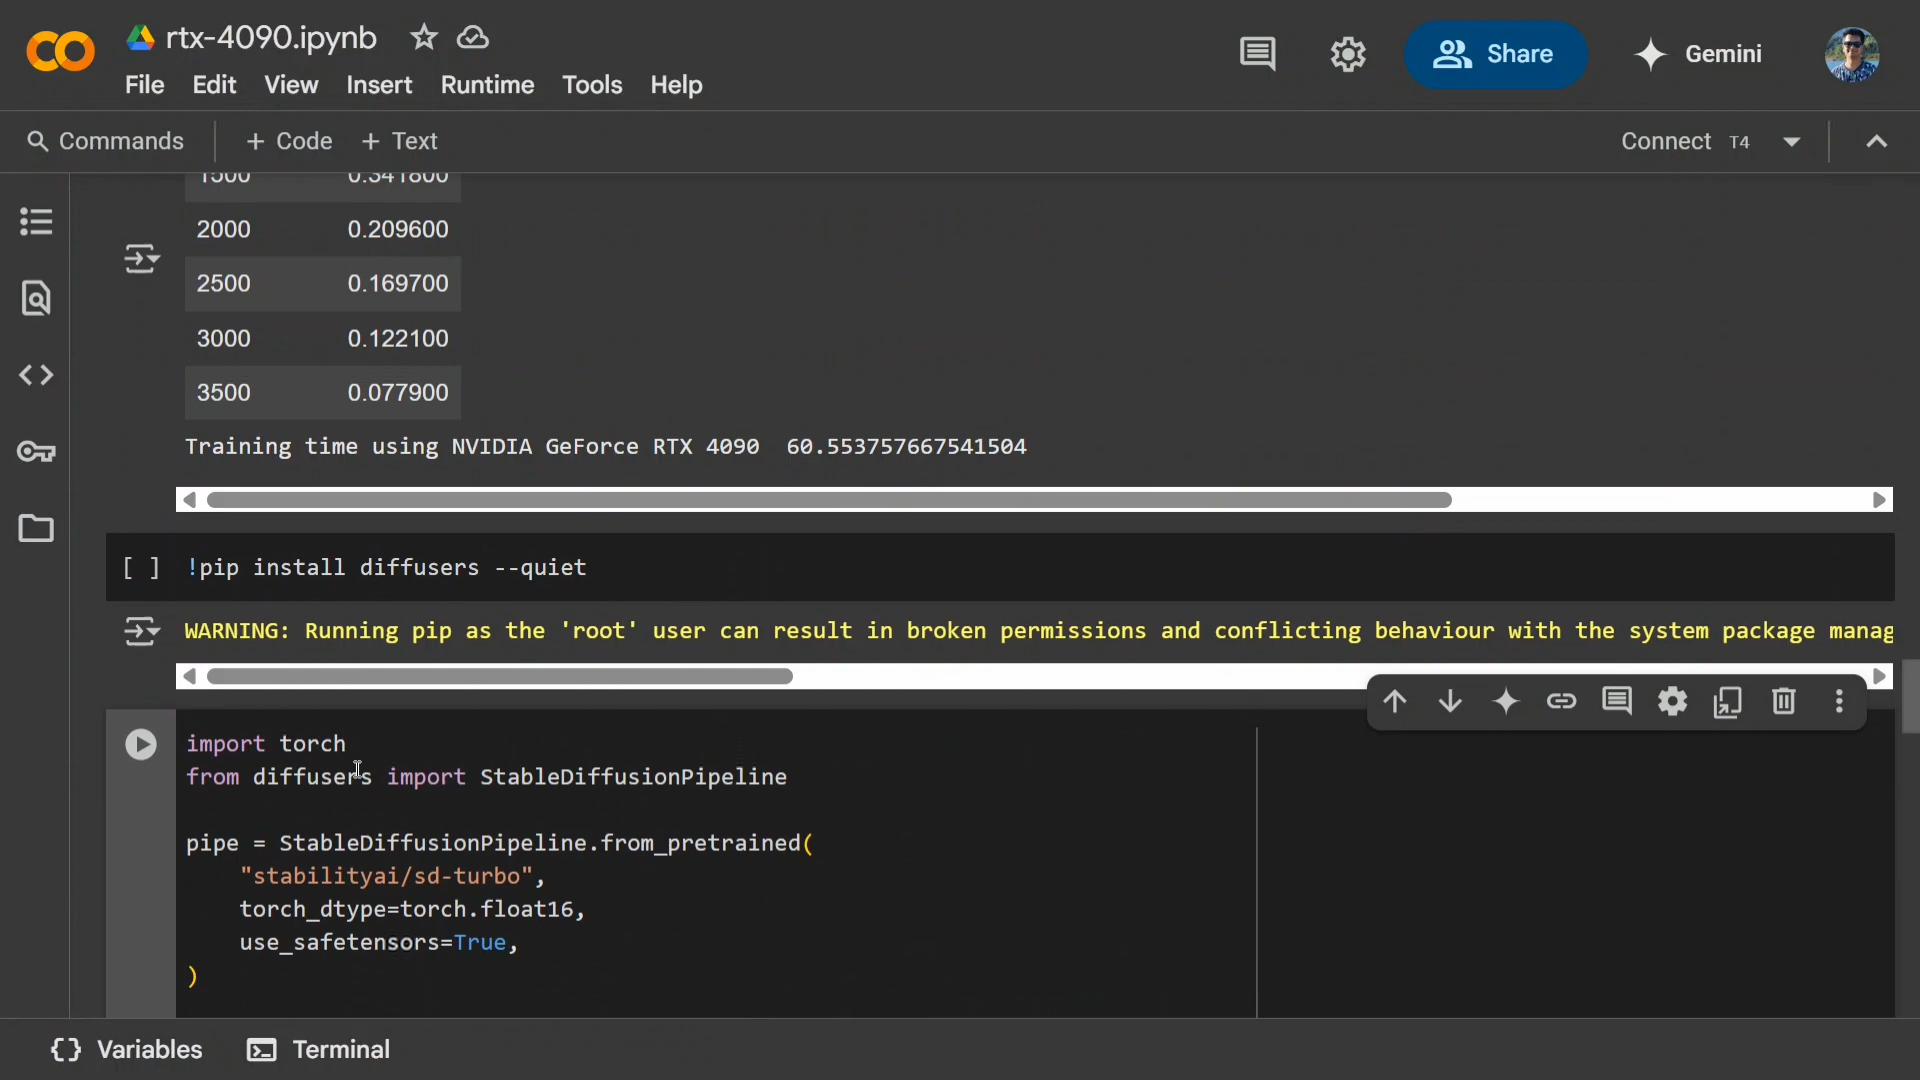 rtx-4090.ipynb
File Edit View Insert Runtime Tools Help
Share
Gemini
Commands + Code + Text
Connect T4
1500 0.341800
2000 0.209600
2500 0.169700
3000 0.122100
3500 0.077900
Training time using NVIDIA GeForce RTX 4090 60.553757667541504
[ ] !pip install diffusers --quiet
WARNING: Running pip as the 'root' user can result in broken permissions and conflicting behaviour with the system package manag
import torch
from diffusers import StableDiffusionPipeline
pipe = StableDiffusionPipeline.from_pretrained(
"stabilityai/sd-turbo",
torch_dtype=torch.float16,
use_safetensors=True,
)
{} Variables Terminal